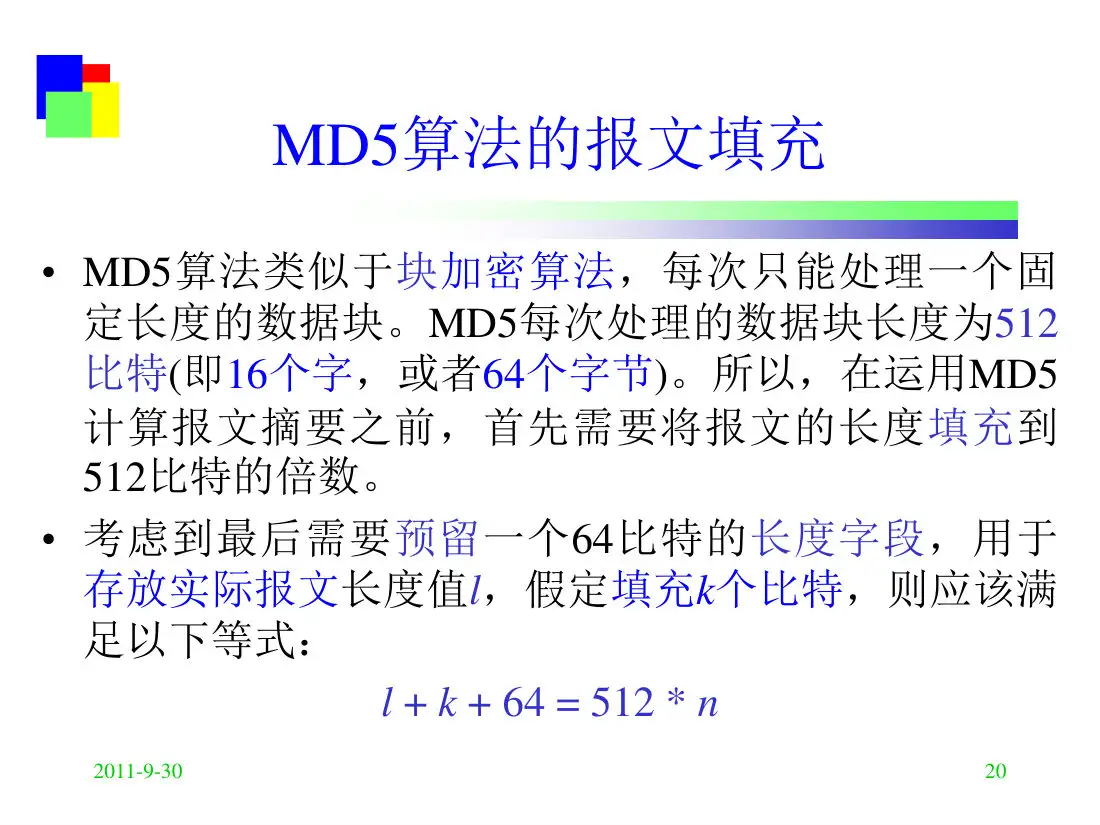 MD5算法的报文填充
• MD5算法类似于块加密算法，每次只能处理一个固
定长度的数据块。MD5每次处理的数据块长度为512
比特(即16个字，或者64个字节)。所以，在运用MD5
计算报文摘要之前，首先需要将报文的长度填充到
512比特的倍数。
• 考虑到最后需要预留一个64比特的长度字段，用于
存放实际报文长度值l，假定填充k个比特，则应该满
足以下等式：
l + k + 64 = 512 * n
2011-9-30
20